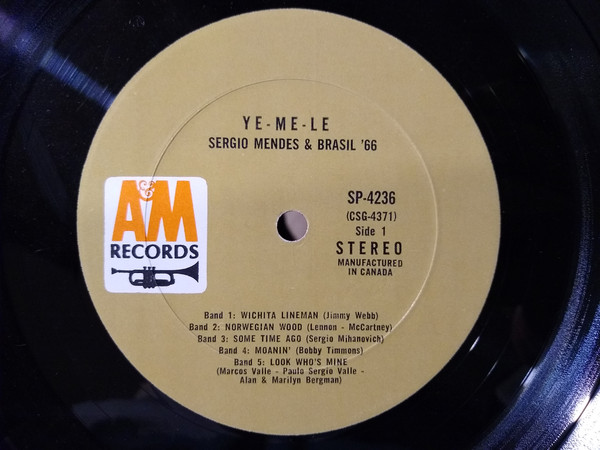 YE-ME-LE
SERGIO MENDES & BRASIL '66
A&M
RECORDS
SP-4236
(CSG-4371)
Side 1
STEREO
MANUFACTURED
IN CANADA
Band 1: WICHITA LINEMAN (Jimmy Webb)
Band 2: NORWEGIAN WOOD (Lennon - McCartney)
Band 3: SOME TIME AGO (Sergio Mihanovich)
Band 4: MOANIN' (Bobby Timmons)
Band 5: LOOK WHO'S MINE
(Marcos Valle - Paulo Sergio Valle -
Alan & Marilyn Bergman)